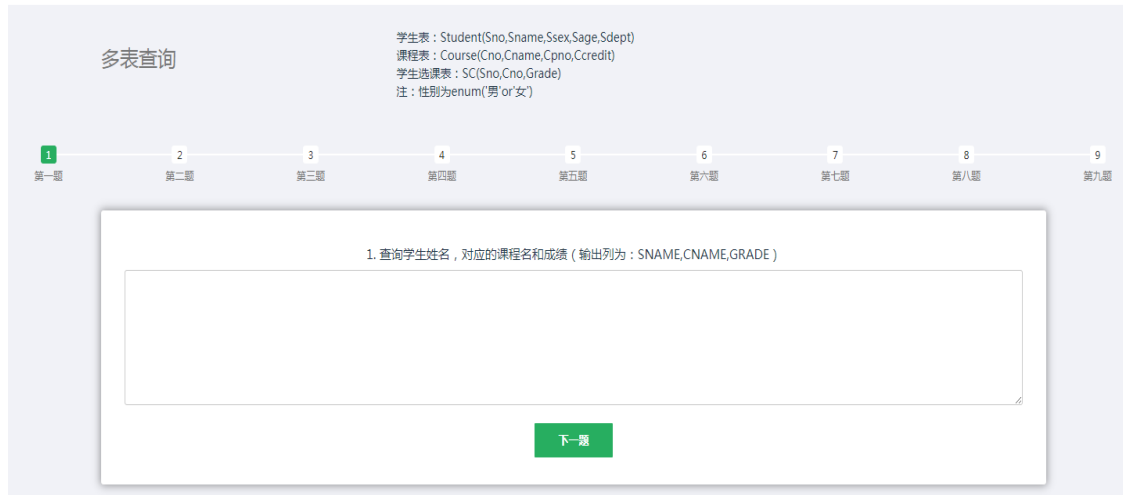 多表查询
学生表：Student(Sno,Sname,Ssex,Sage,Sdept)
课程表：Course(Cno,Cname,Cpno,Ccredit)
学生选课表：SC(Sno,Cno,Grade)
注：性别为enum('男'or'女')
1 2 3 4 5 6 7 8 9
第一题 第二题 第三题 第四题 第五题 第六题 第七题 第八题 第九题
1. 查询学生姓名，对应的课程名和成绩（输出列为：SNAME,CNAME,GRADE）
下一题